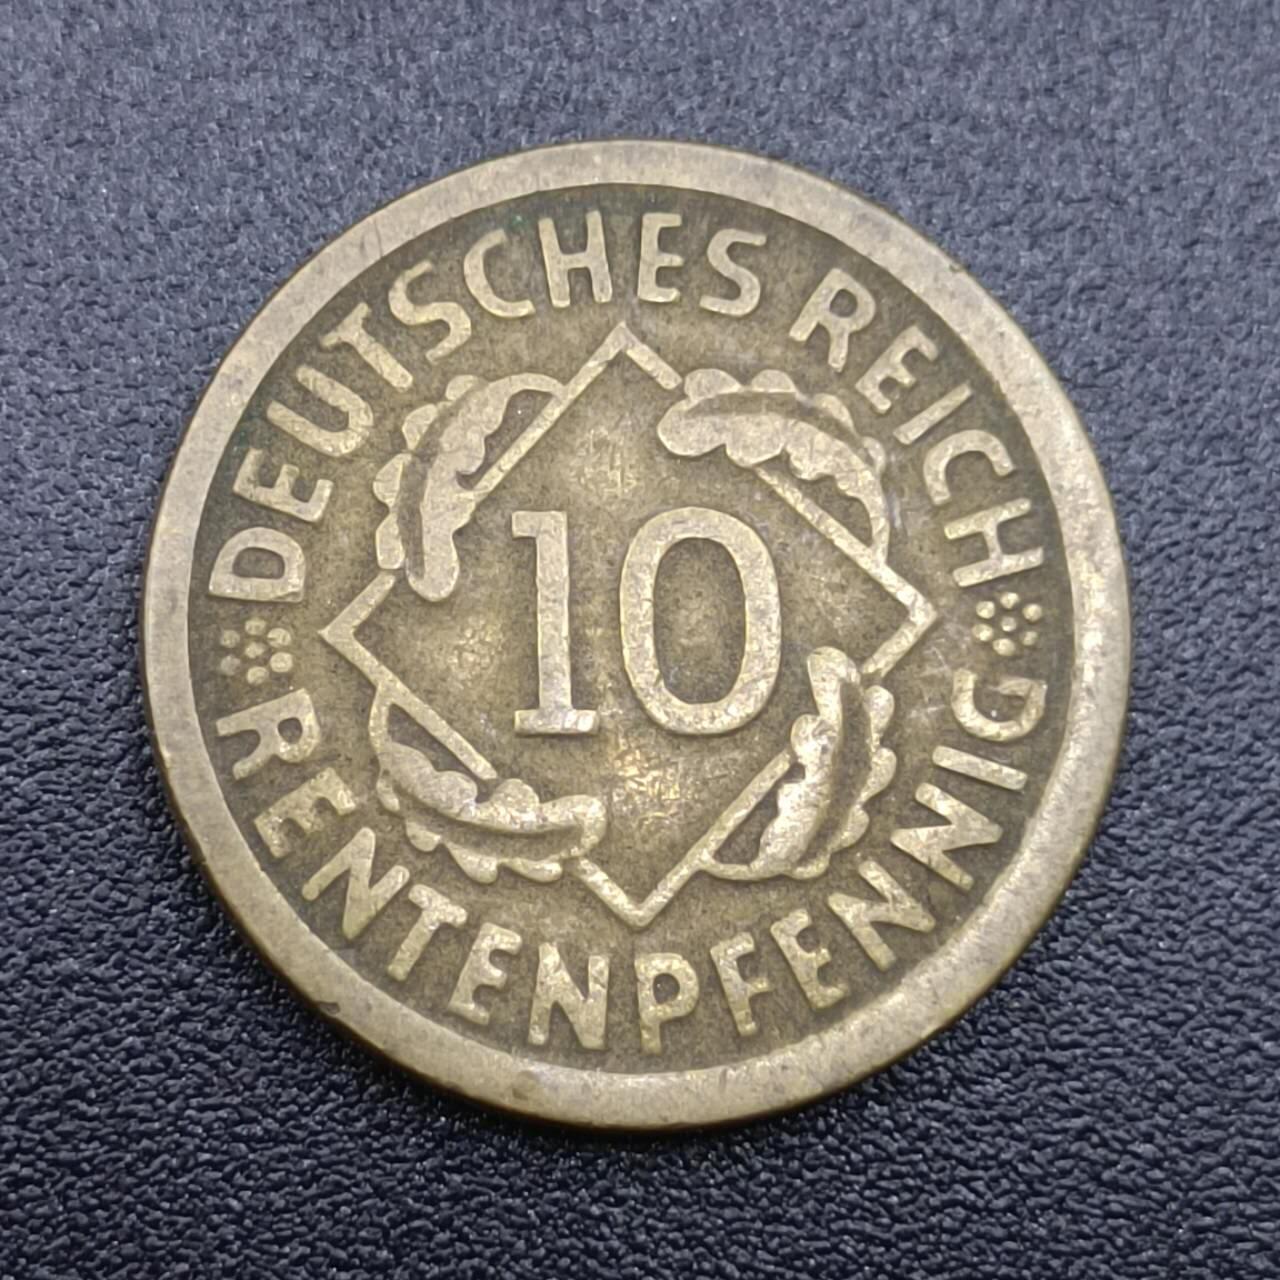 DEUTSCHES REICH
10
RENTENPFENNIG